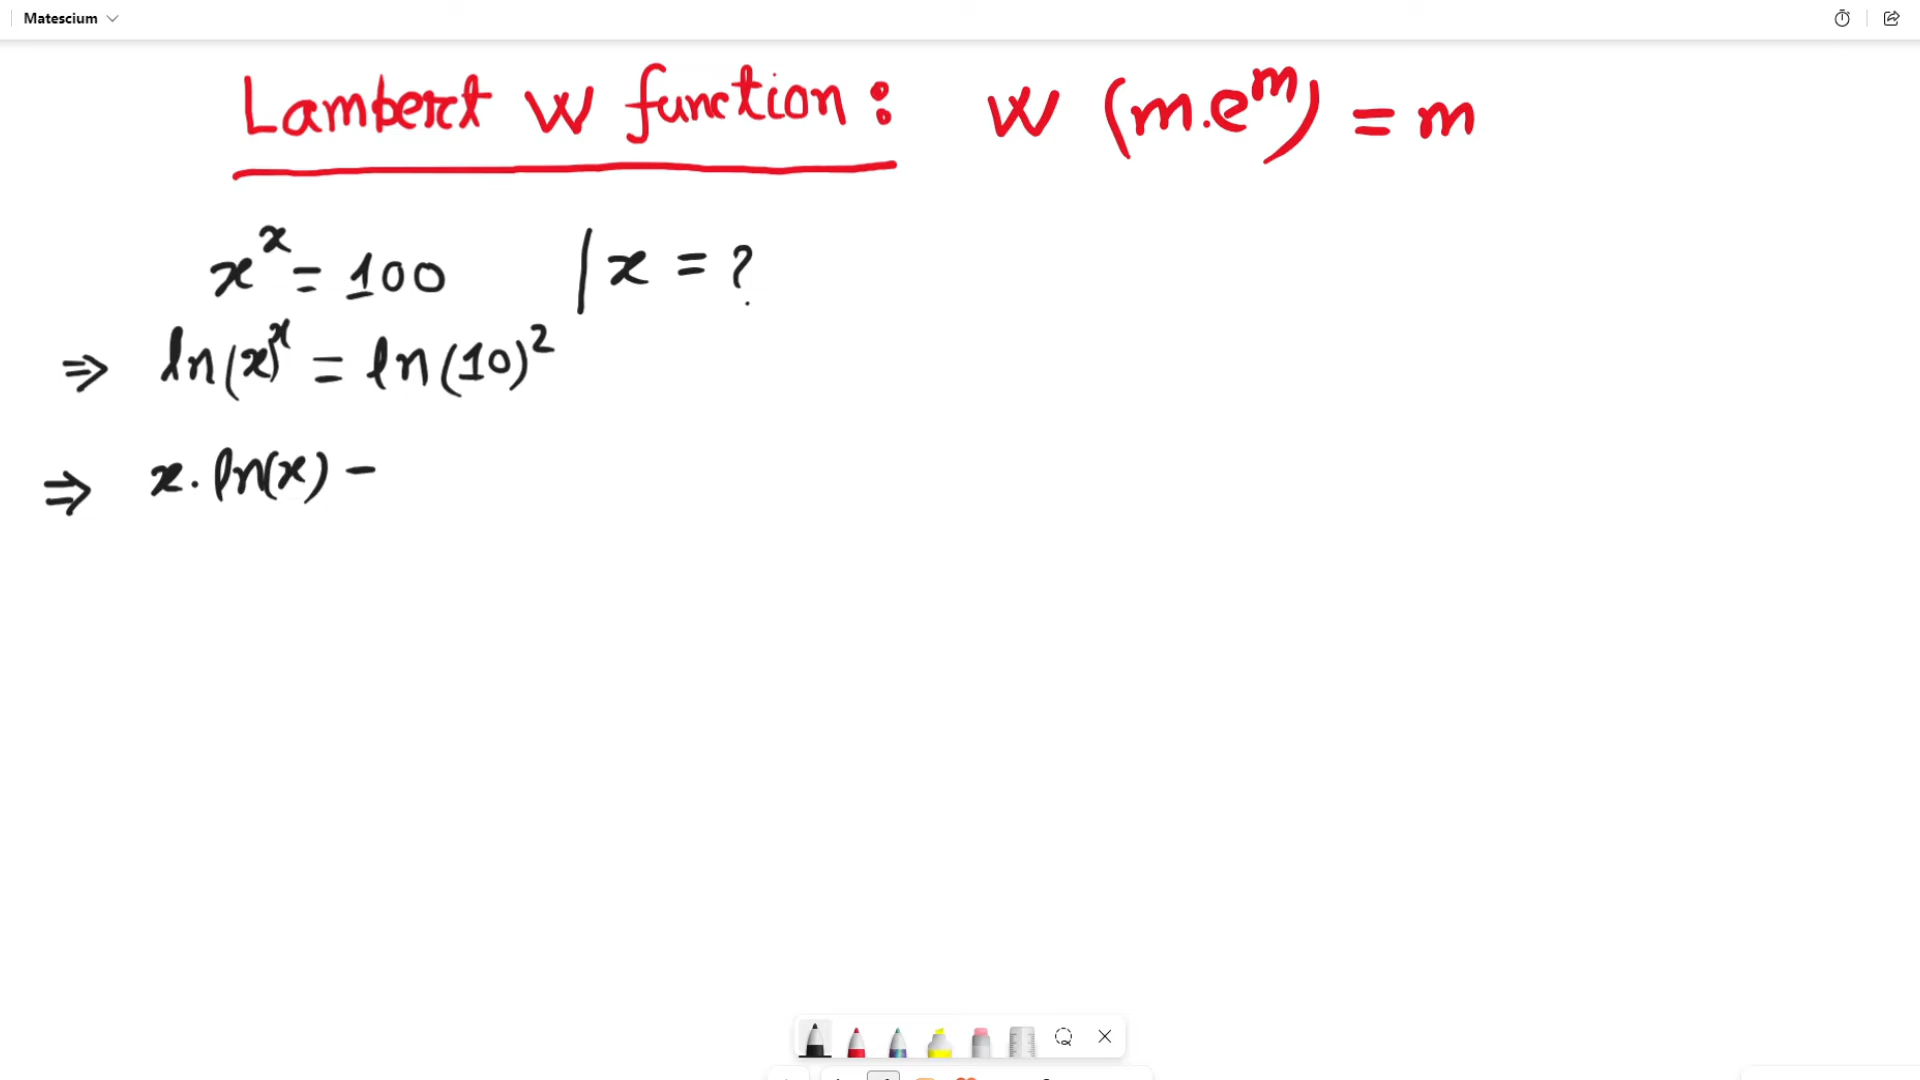 Matescium
Lambert W function: W (m.e^m) = m
x^x = 100 | x = ?
⇒ ln(x)^x = ln(10)^2
⇒ x. ln(x) -